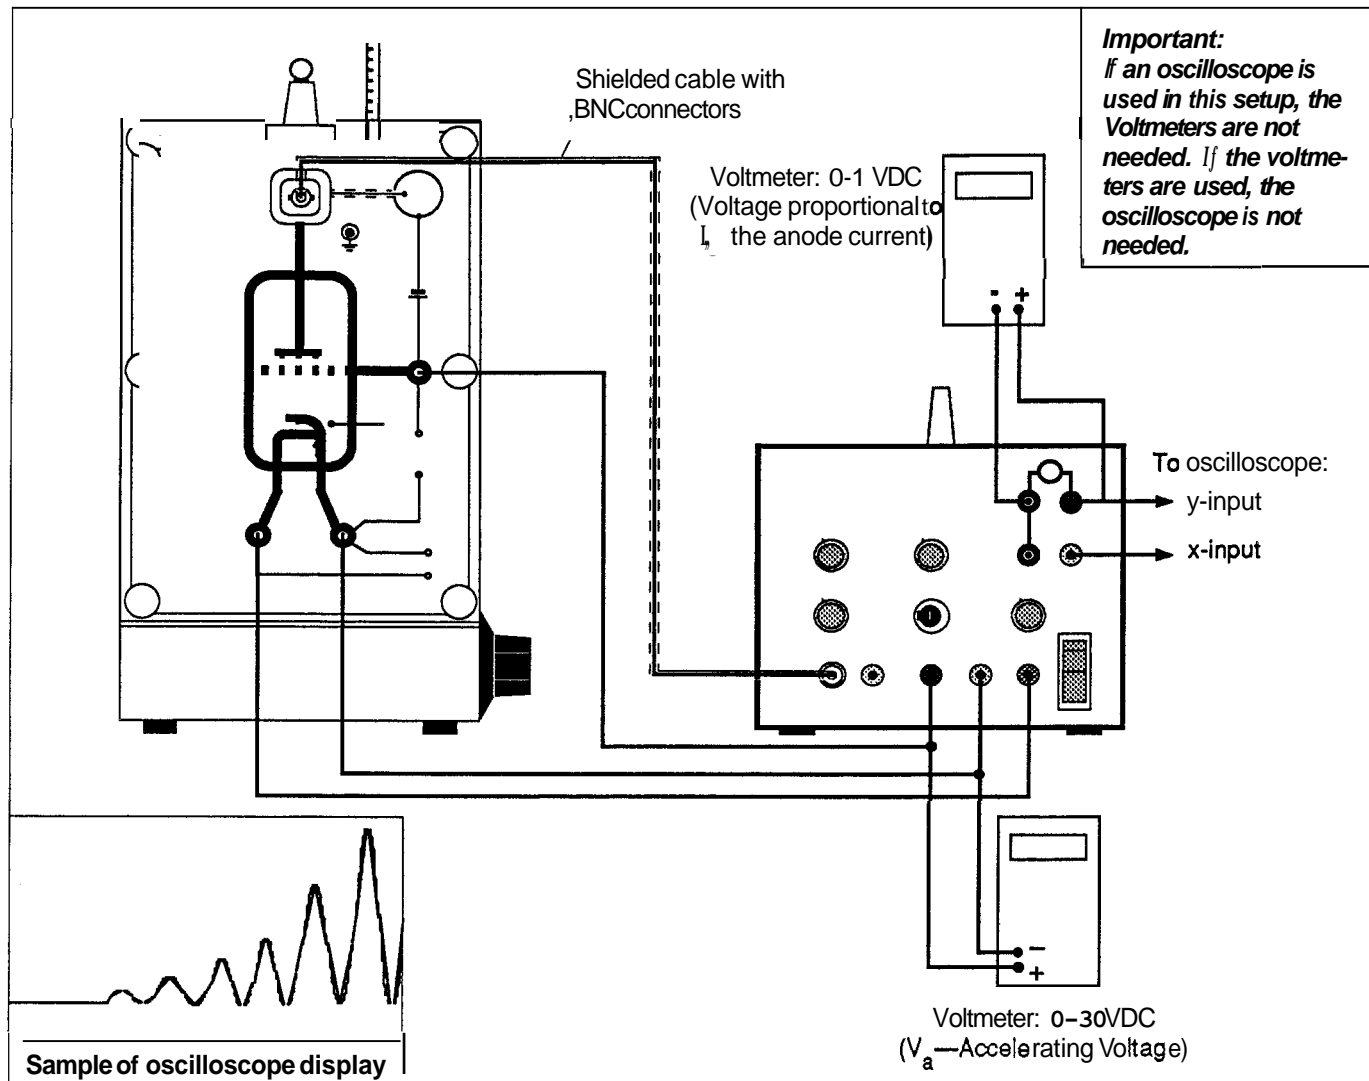 Shielded cable with
,BNCconnectors
Important:
If an oscilloscope is
used in this setup, the
Voltmeters are not
needed. If the voltme-
ters are used, the
oscilloscope is not
needed.
Voltmeter: 0-1 VDC
(Voltage proportional to
I, the anode current)
- +
To oscilloscope:
y-input
x-input
— +
Voltmeter: 0-30VDC
(Va—Accelerating Voltage)
Sample of oscilloscope display